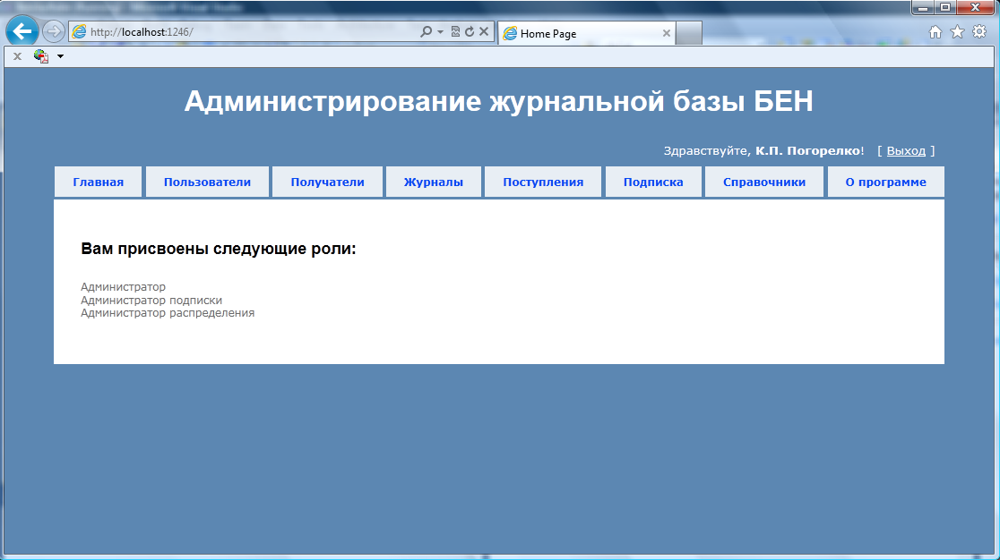 http://localhost:1246/
Home Page
Администрирование журнальной базы БЕН
Здравствуйте, К.П. Погорелко! [ Выход ]
Главная Пользователи Получатели Журналы Поступления Подписка Справочники О программе
Вам присвоены следующие роли:
Администратор
Администратор подписки
Администратор распределения